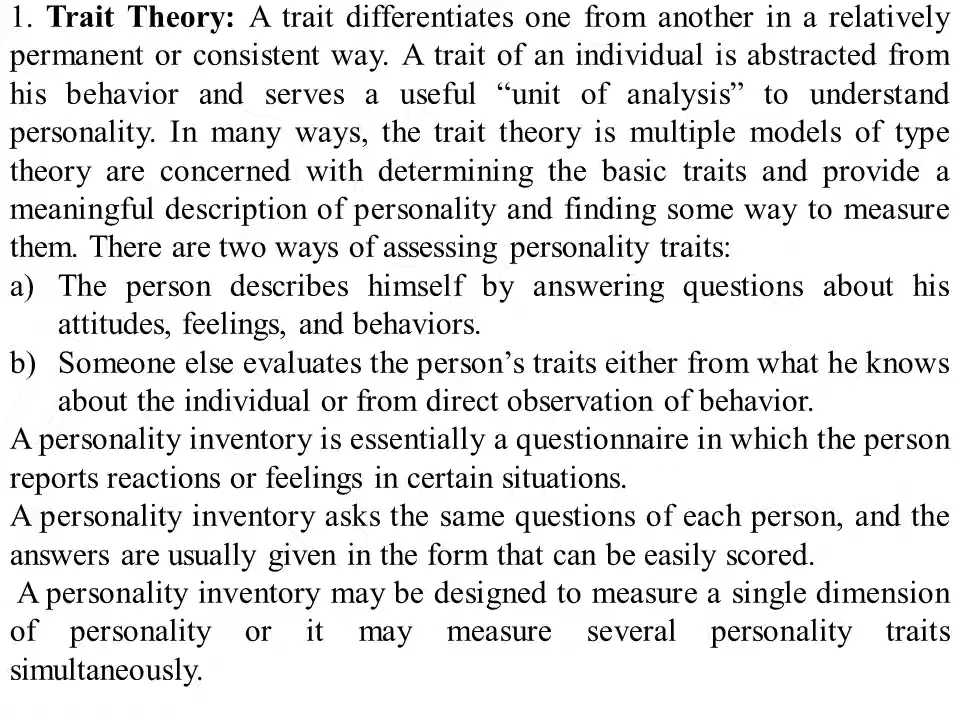 1. Trait Theory: A trait differentiates one from another in a relatively
permanent or consistent way. A trait of an individual is abstracted from
his behavior and serves a useful “unit of analysis” to understand
personality. In many ways, the trait theory is multiple models of type
theory are concerned with determining the basic traits and provide a
meaningful description of personality and finding some way to measure
them. There are two ways of assessing personality traits:
a) The person describes himself by answering questions about his
attitudes, feelings, and behaviors.
b) Someone else evaluates the person’s traits either from what he knows
about the individual or from direct observation of behavior.
A personality inventory is essentially a questionnaire in which the person
reports reactions or feelings in certain situations.
A personality inventory asks the same questions of each person, and the
answers are usually given in the form that can be easily scored.
A personality inventory may be designed to measure a single dimension
of personality or it may measure several personality traits
simultaneously.